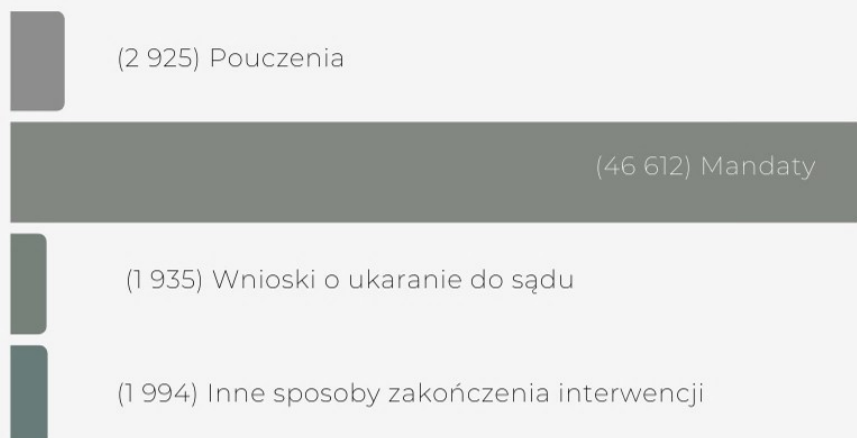 (2 925) Pouczenia
(46 612) Mandaty
(1 935) Wnioski o ukaranie do sądu
(1 994) Inne sposoby zakończenia interwencji